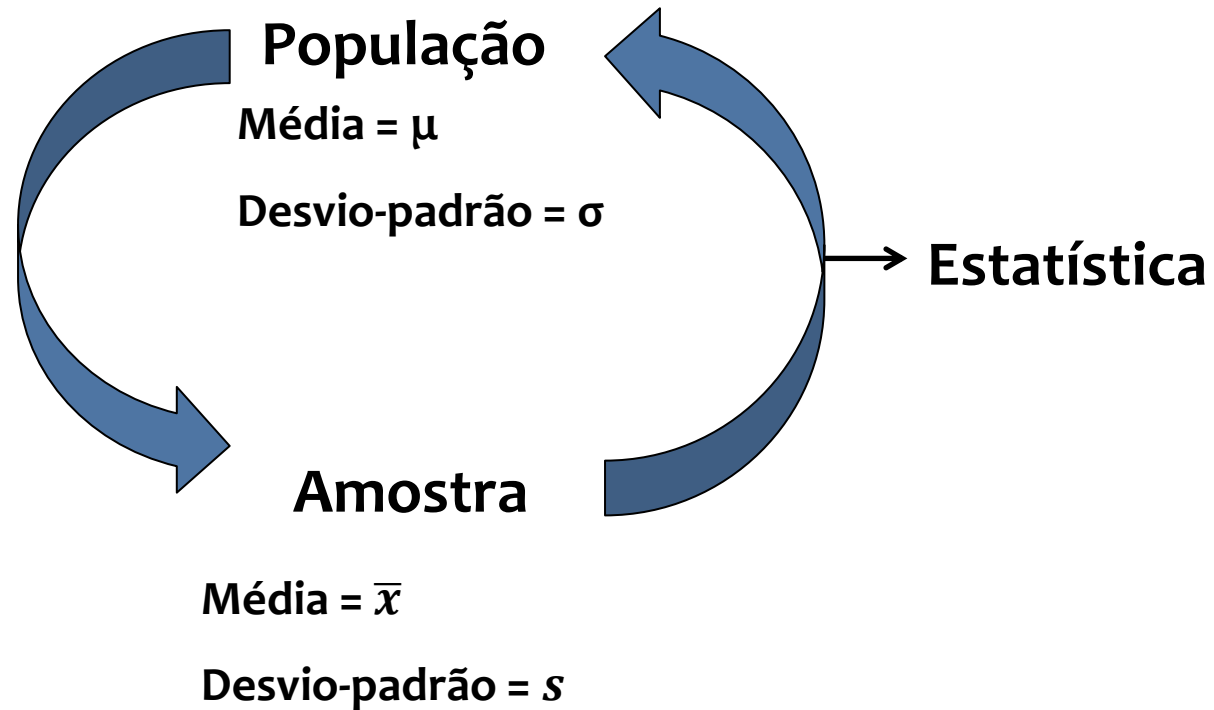 População
Média = μ
Desvio-padrão = σ
Estatística
Amostra
Média = x̅
Desvio-padrão = s